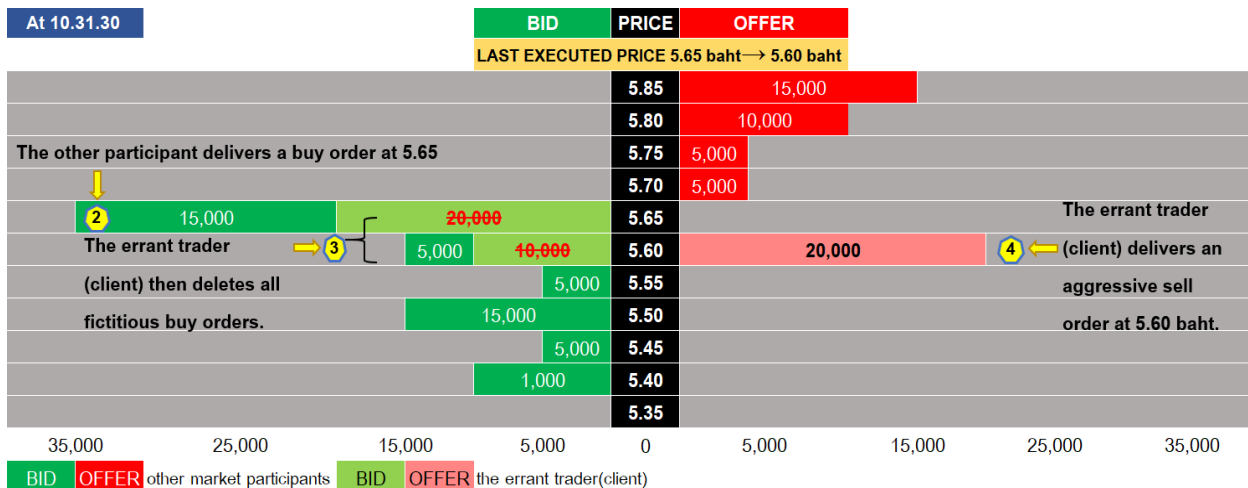 At 10.31.30
BID PRICE OFFER
LAST EXECUTED PRICE 5.65 baht→ 5.60 baht
5.85 15,000
5.80 10,000
The other participant delivers a buy order at 5.65
5.75 5,000
5.70 5,000
2 15,000 20,000 5.65
The errant trader
(client) then deletes all
fictitious buy orders.
3 5,000 10,000 5.60 20,000 4
The errant trader
(client) delivers an
aggressive sell
order at 5.60 baht.
5,000 5.55
15,000 5.50
5,000 5.45
1,000 5.40
5.35
35,000 25,000 15,000 5,000 0 5,000 15,000 25,000 35,000
BID OFFER other market participants BID OFFER the errant trader(client)